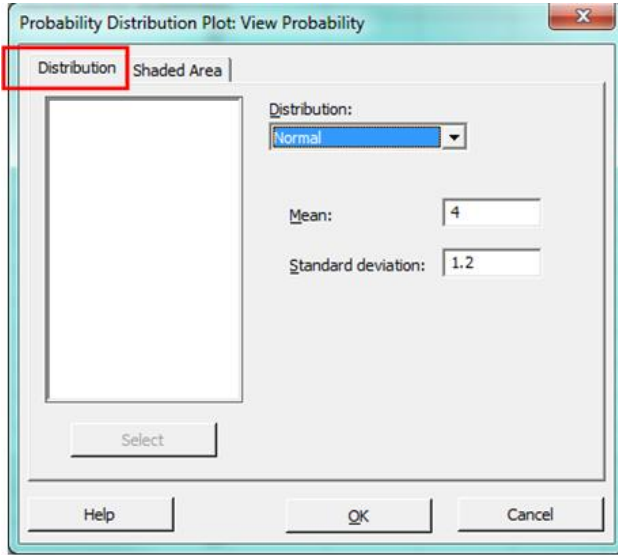 Probability Distribution Plot: View Probability
Distribution Shaded Area
Distribution:
Normal
Mean: 4
Standard deviation: 1.2
Select
Help OK Cancel